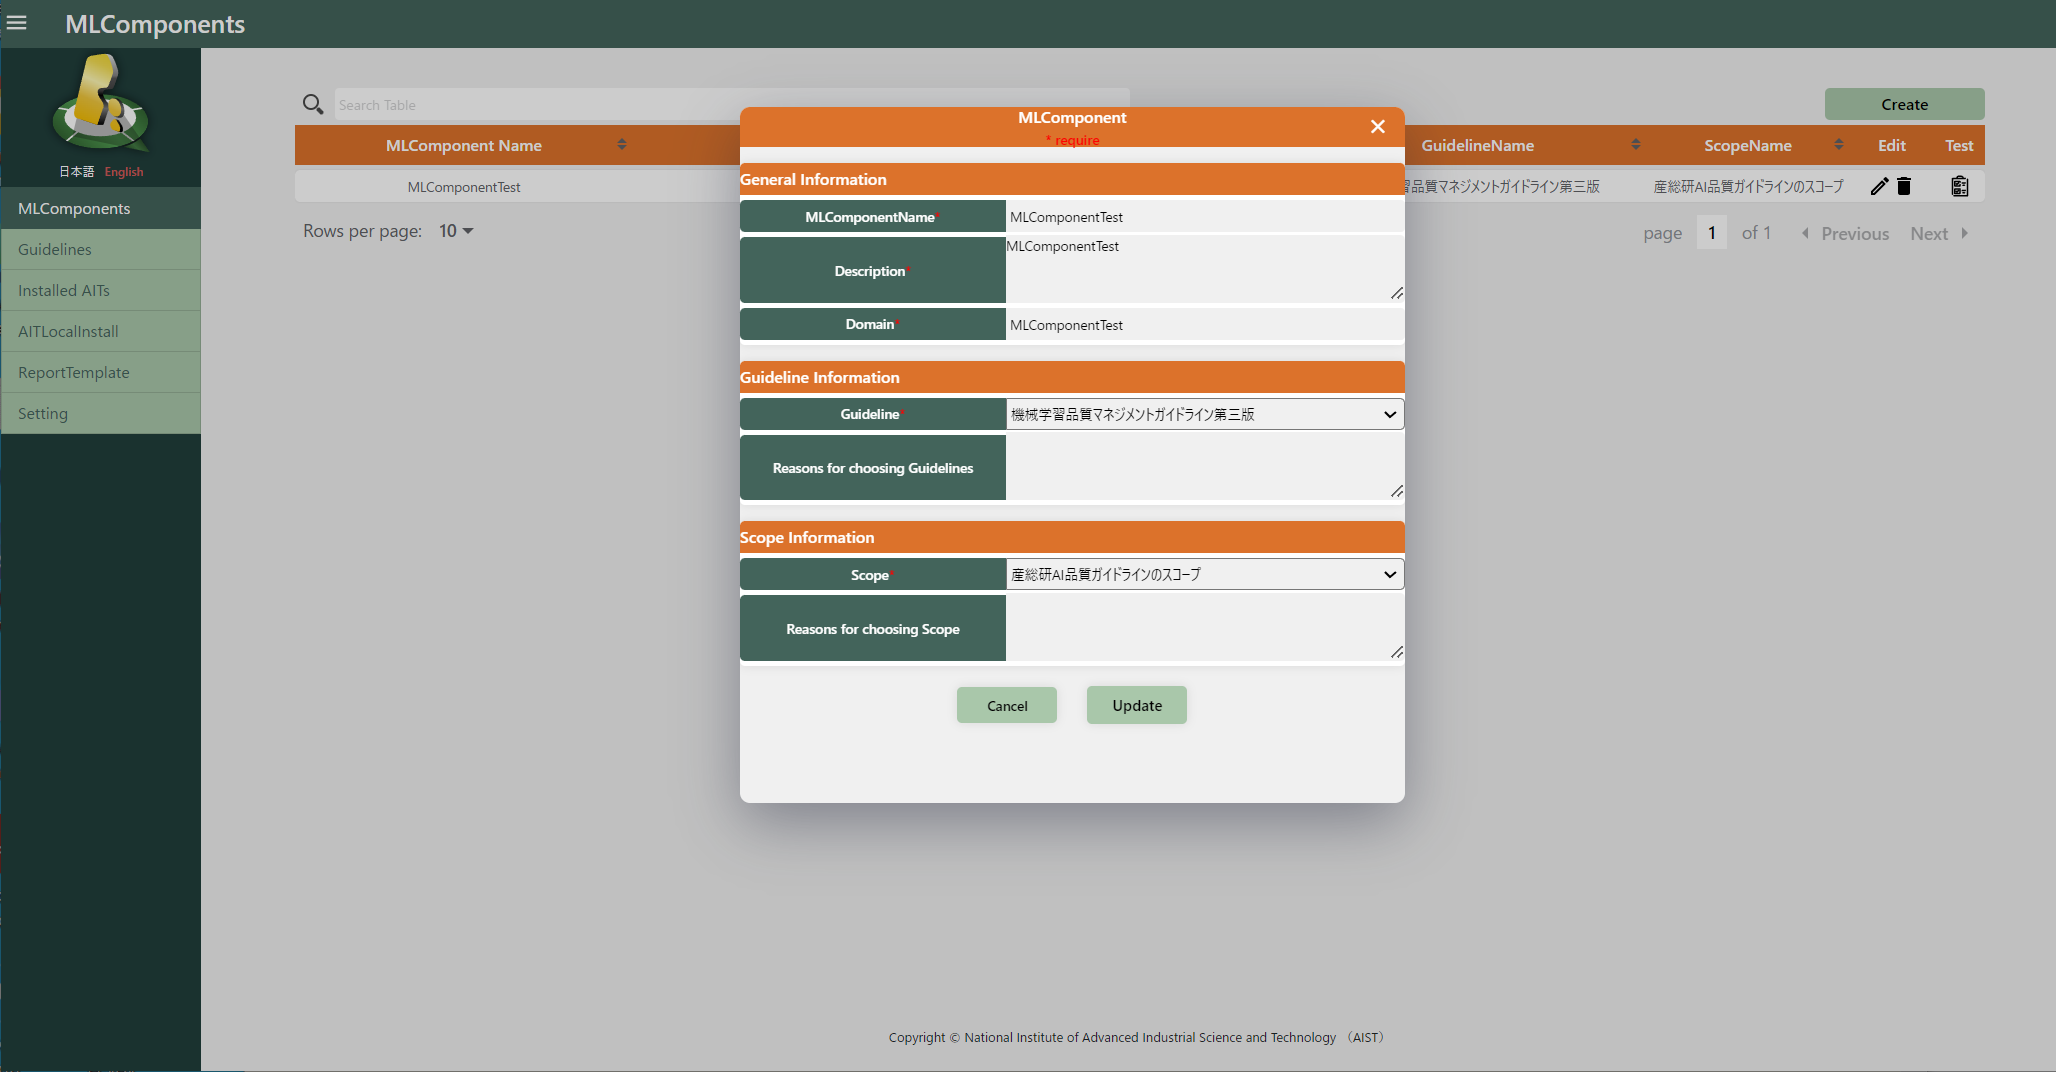 MLComponents
日本語 English
MLComponents
Guidelines
Installed AITs
AITLocalInstall
ReportTemplate
Setting
Search Table
Create
MLComponent Name
GuidelineName
ScopeName
Edit
Test
MLComponentTest
習品質マネジメントガイドライン第三版
産総研AI品質ガイドラインのスコープ
Rows per page: 10
page 1 of 1 Previous Next
MLComponent
* require
General Information
MLComponentName*
MLComponentTest
Description*
MLComponentTest
Domain*
MLComponentTest
Guideline Information
Guideline*
機械学習品質マネジメントガイドライン第三版
Reasons for choosing Guidelines
Scope Information
Scope*
産総研AI品質ガイドラインのスコープ
Reasons for choosing Scope
Cancel
Update
Copyright © National Institute of Advanced Industrial Science and Technology （AIST）